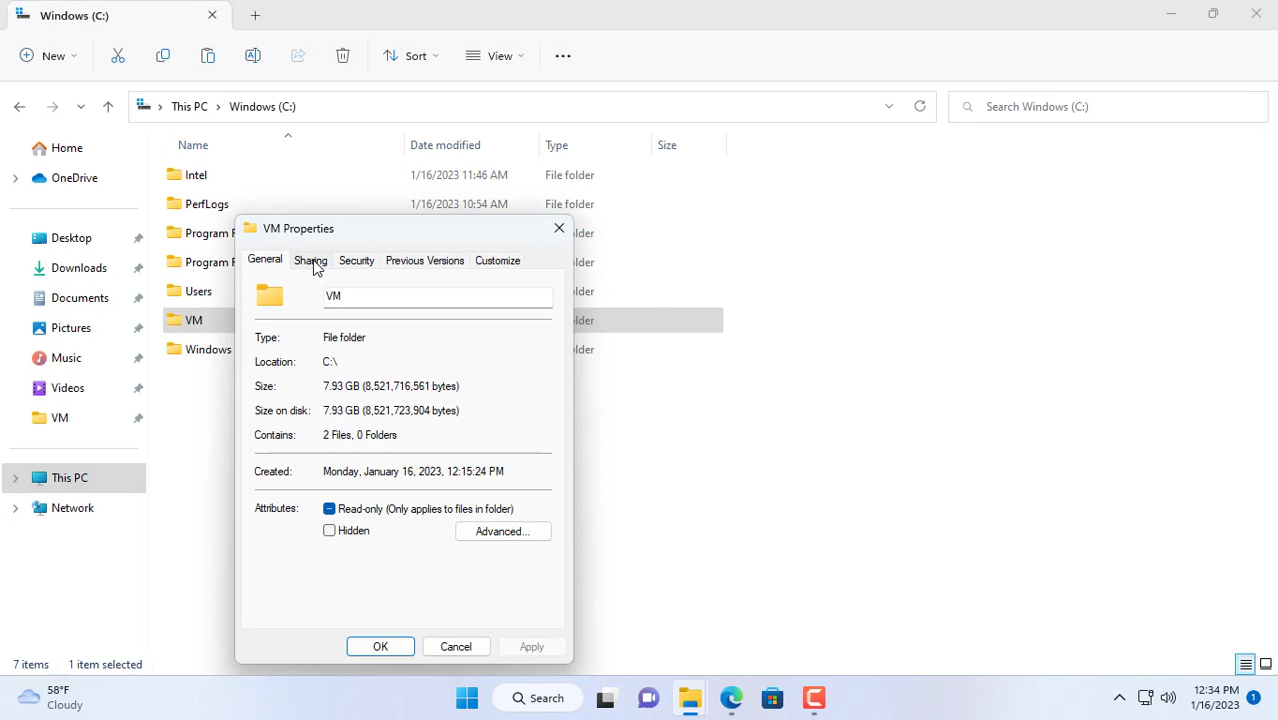 Windows (C:)
New
Sort
View
This PC
Windows (C:)
Search Windows (C:)
Home
OneDrive
Desktop
Downloads
Documents
Pictures
Music
Videos
VM
This PC
Network
Name
Date modified
Type
Size
Intel
1/16/2023 11:46 AM
File folder
PerfLogs
1/16/2023 10:54 AM
File folder
Program F
lder
Program F
lder
Users
lder
VM
lder
Windows
lder
VM Properties
General
Sharing
Security
Previous Versions
Customize
VM
Type:
File folder
Location:
C:\
Size:
7.93 GB (8,521,716,561 bytes)
Size on disk:
7.93 GB (8,521,723,904 bytes)
Contains:
2 Files, 0 Folders
Created:
Monday, January 16, 2023, 12:15:24 PM
Attributes:
Read-only (Only applies to files in folder)
Hidden
Advanced...
OK
Cancel
Apply
7 items
1 item selected
58°F
Cloudy
Search
12:34 PM
1/16/2023
1